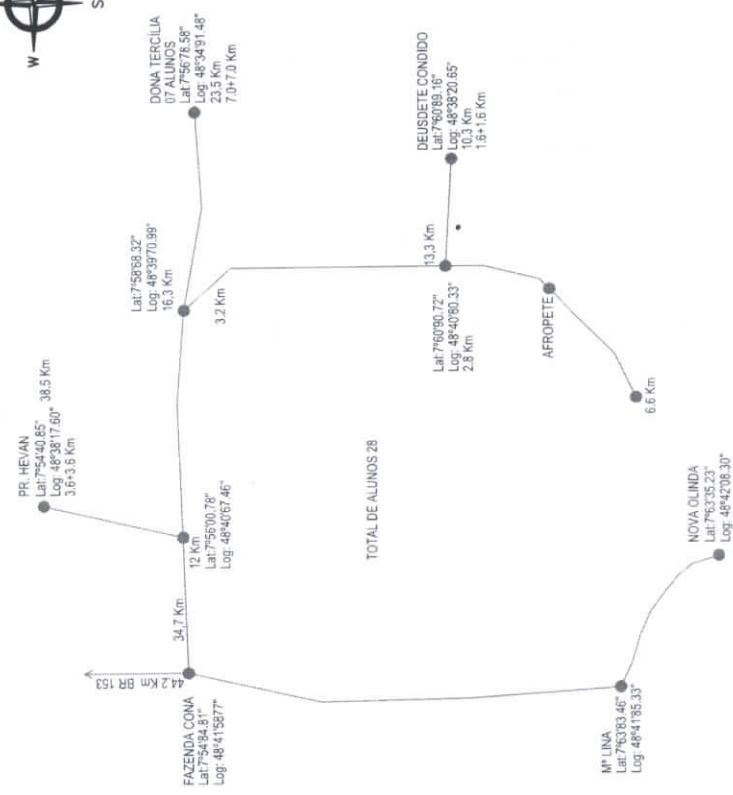 W
S
DONA TERCÍLIA
07 ALUNOS
Lat:7°56'78.58"
Log: 48°34'91.48"
23,5 Km
7.0+7.0 Km
DEUSDETE CONDIDO
Lat:7°60'89.16"
Log: 48°38'20.65"
10,3 Km
1.6+1.6 Km
Lat:7°58'68.32"
Log: 48°39'70.99"
16,3 Km
3.2 Km
13,3 Km
Lat:7°60'90.72"
Log: 48°40'80.33"
2.8 Km
AFROPETE
6.6 Km
PR. HEVAN
Lat:7°54'40.85" 38.5 Km
Log: 48°38'17.60"
3.6+3.6 Km
12 Km
Lat:7°56'00.78"
Log: 48°40'67.46"
34,7 Km
TOTAL DE ALUNOS 28
44.2 Km BR 153
FAZENDA CONA
Lat:7°54'84.81"
Log: 48°41'5877"
Mª LINA
Lat:7°63'83.46"
Log: 48°41'85.33"
NOVA OLINDA
Lat:7°63'35.23"
Log: 48°42'08.30"